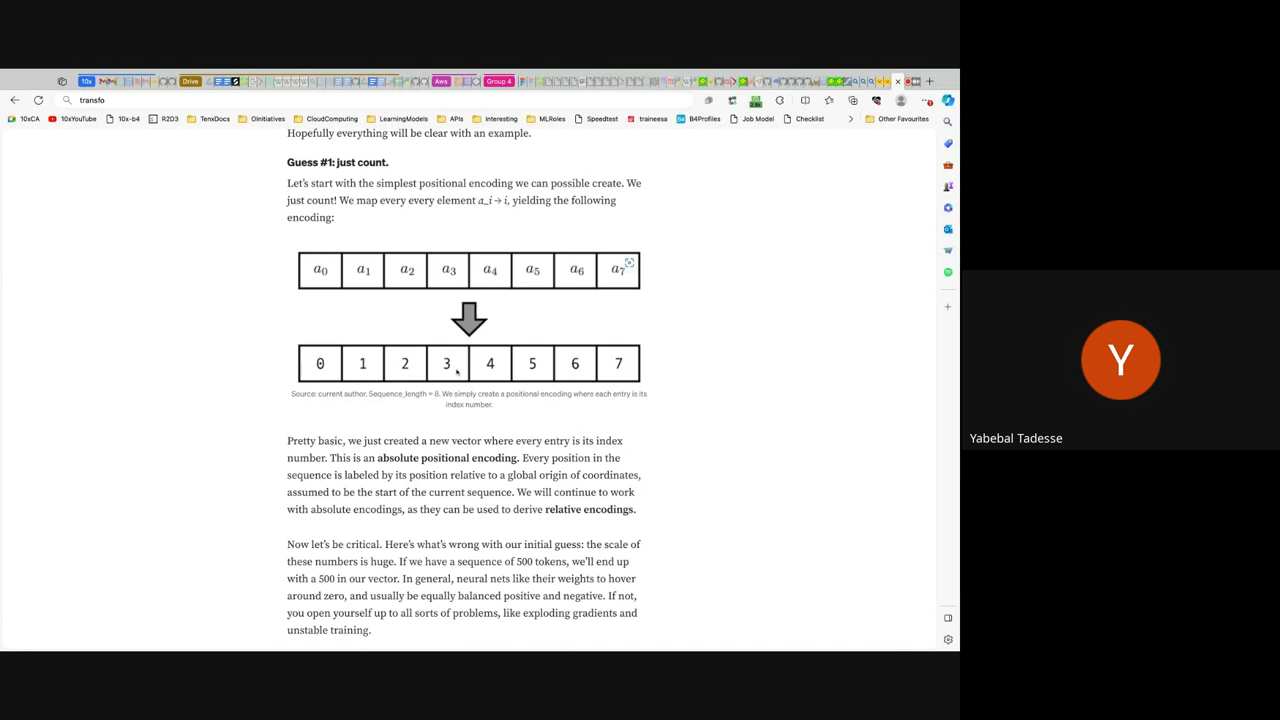 10x
Drive
Aws
Group 4
transfo
10xCA
10xYouTube
10x-b4
R2D3
TenxDocs
OInitiatives
CloudComputing
LearningModels
APIs
Interesting
MLRoles
Speedtest
traineesa
B4Profiles
Job Model
Checklist
Other Favourites
Hopefully everything will be clear with an example.
Guess #1: just count.
Let's start with the simplest positional encoding we can possible create. We
just count! We map every every element a_i → i, yielding the following
encoding:
a0 a1 a2 a3 a4 a5 a6 a7
0 1 2 3 4 5 6 7
Source: current author. Sequence_length = 8. We simply create a positional encoding where each entry is its
index number.
Pretty basic, we just created a new vector where every entry is its index
number. This is an absolute positional encoding. Every position in the
sequence is labeled by its position relative to a global origin of coordinates,
assumed to be the start of the current sequence. We will continue to work
with absolute encodings, as they can be used to derive relative encodings.
Now let's be critical. Here's what's wrong with our initial guess: the scale of
these numbers is huge. If we have a sequence of 500 tokens, we'll end up
with a 500 in our vector. In general, neural nets like their weights to hover
around zero, and usually be equally balanced positive and negative. If not,
you open yourself up to all sorts of problems, like exploding gradients and
unstable training.
Y
Yabebal Tadesse